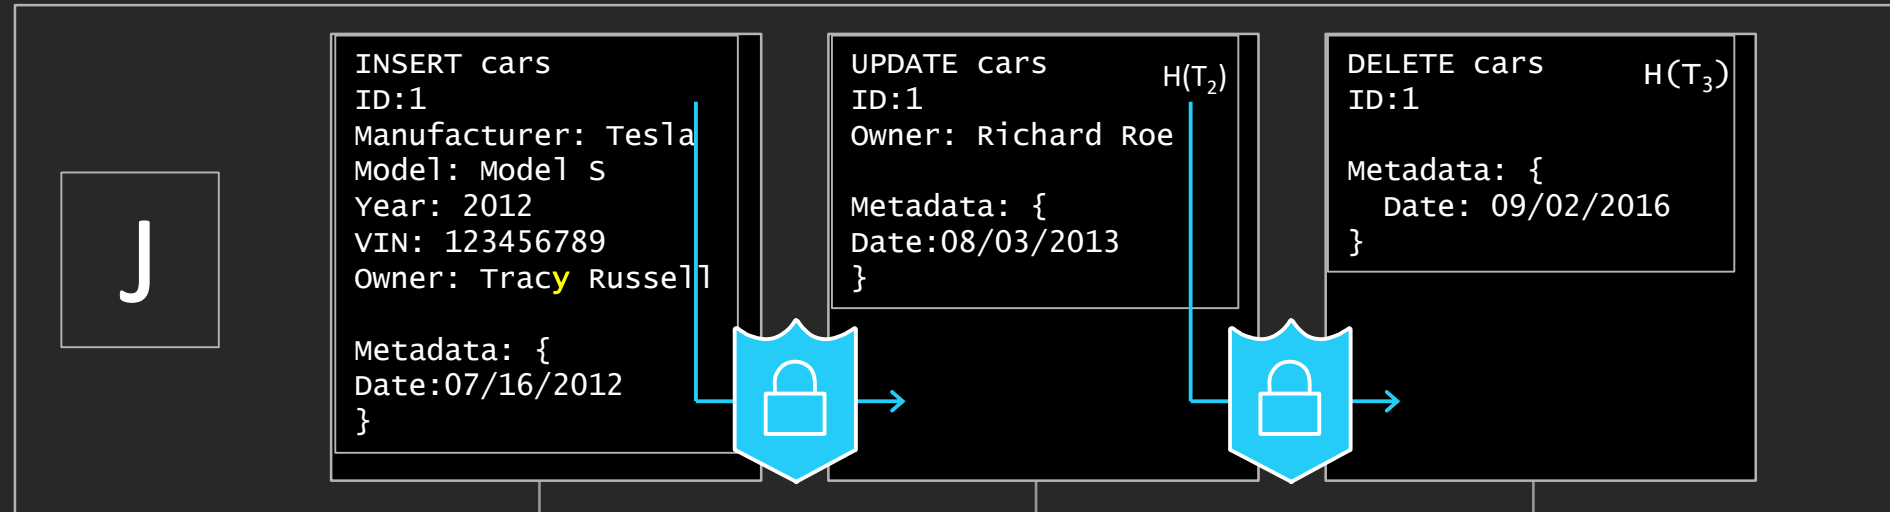 J
INSERT cars
ID:1
Manufacturer: Tesla
Model: Model S
Year: 2012
VIN: 123456789
Owner: Tracy Russell
Metadata: {
Date:07/16/2012
}
UPDATE cars
H(T2)
ID:1
Owner: Richard Roe
Metadata: {
Date:08/03/2013
}
DELETE cars
H(T3)
ID:1
Metadata: {
Date: 09/02/2016
}